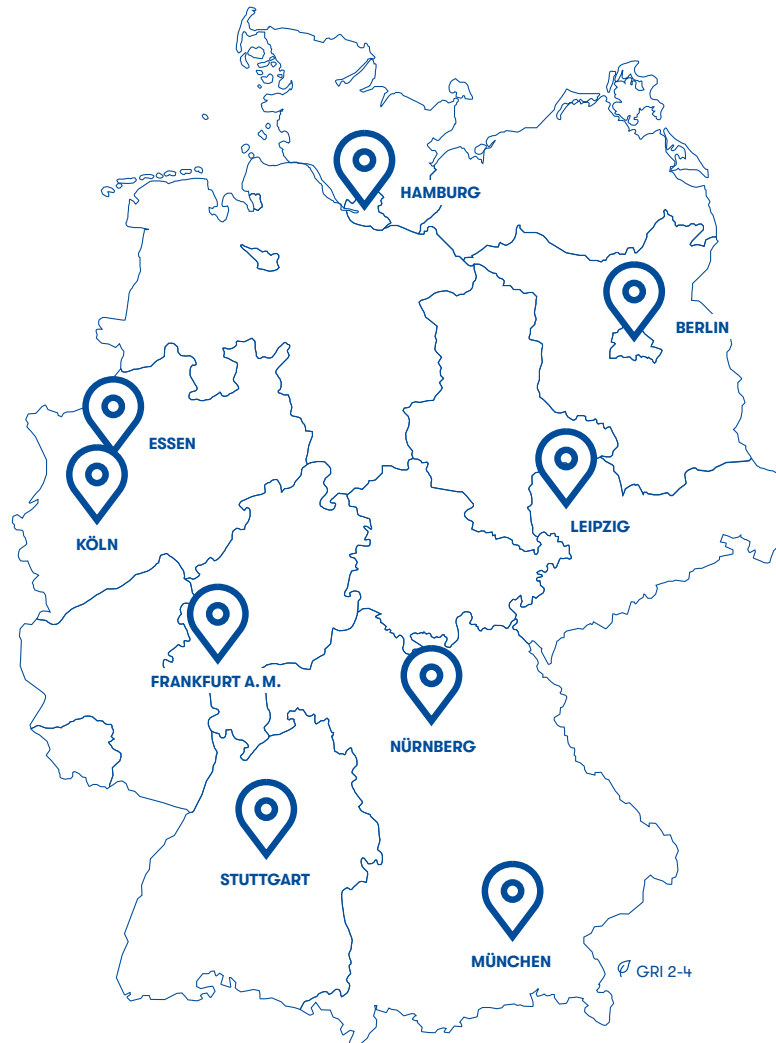 HAMBURG
BERLIN
ESSEN
LEIPZIG
KÖLN
FRANKFURT A. M.
NÜRNBERG
STUTTGART
MÜNCHEN
GRI 2-4